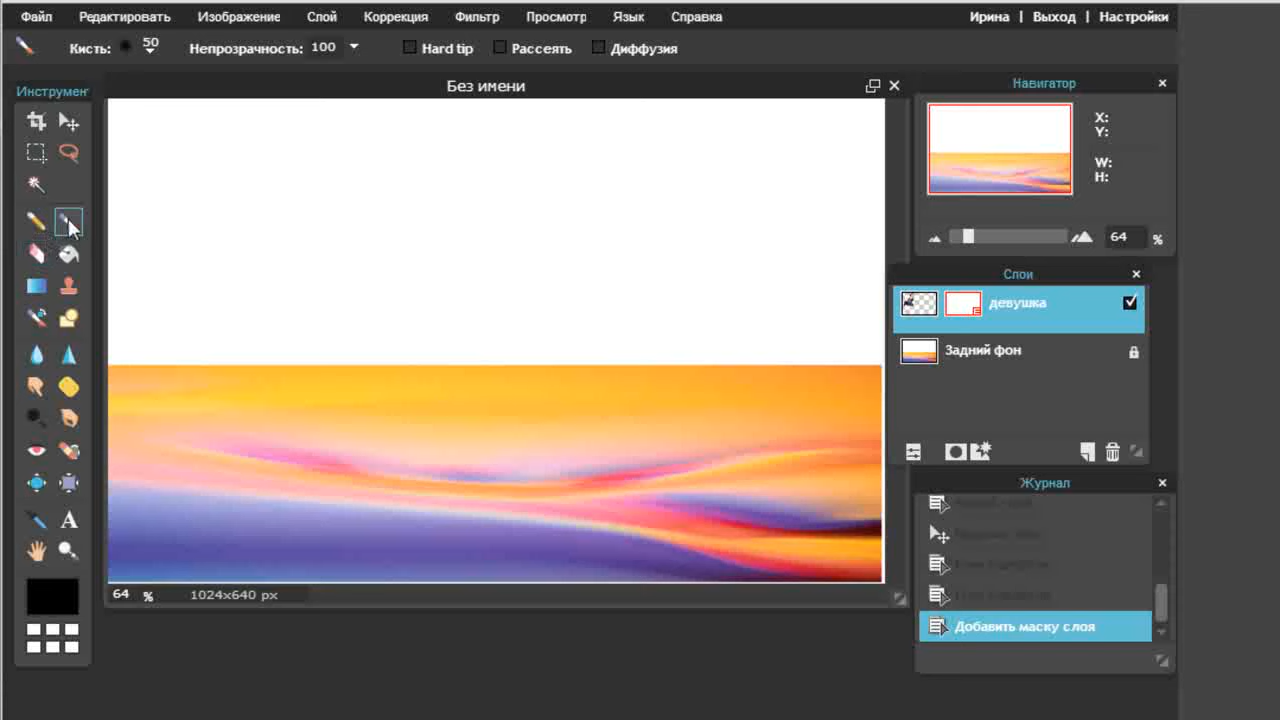 Файл Редактировать Изображение Слой Коррекция Фильтр Просмотр Язык Справка Ирина | Выход | Настройки
Кисть: 50 Непрозрачность: 100 Hard tip Рассеять Диффузия
Инструмен
Без имени
Навигатор
X:
Y:
W:
H:
64 %
Слои
девушка
Задний фон
Журнал
Добавить маску слоя
64 % 1024x640 px